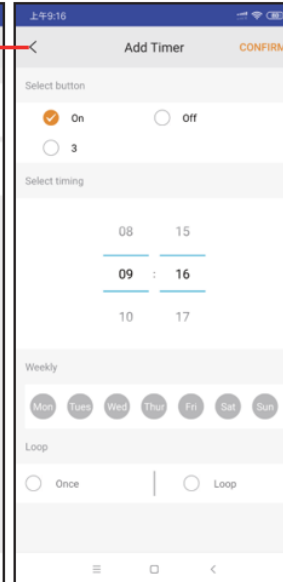 上午9:16
Add Timer CONFIRM
Select button
On Off
3
Select timing
08 15
09 : 16
10 17
Weekly
Mon Tues Wed Thur Fri Sat Sun
Loop
Once Loop